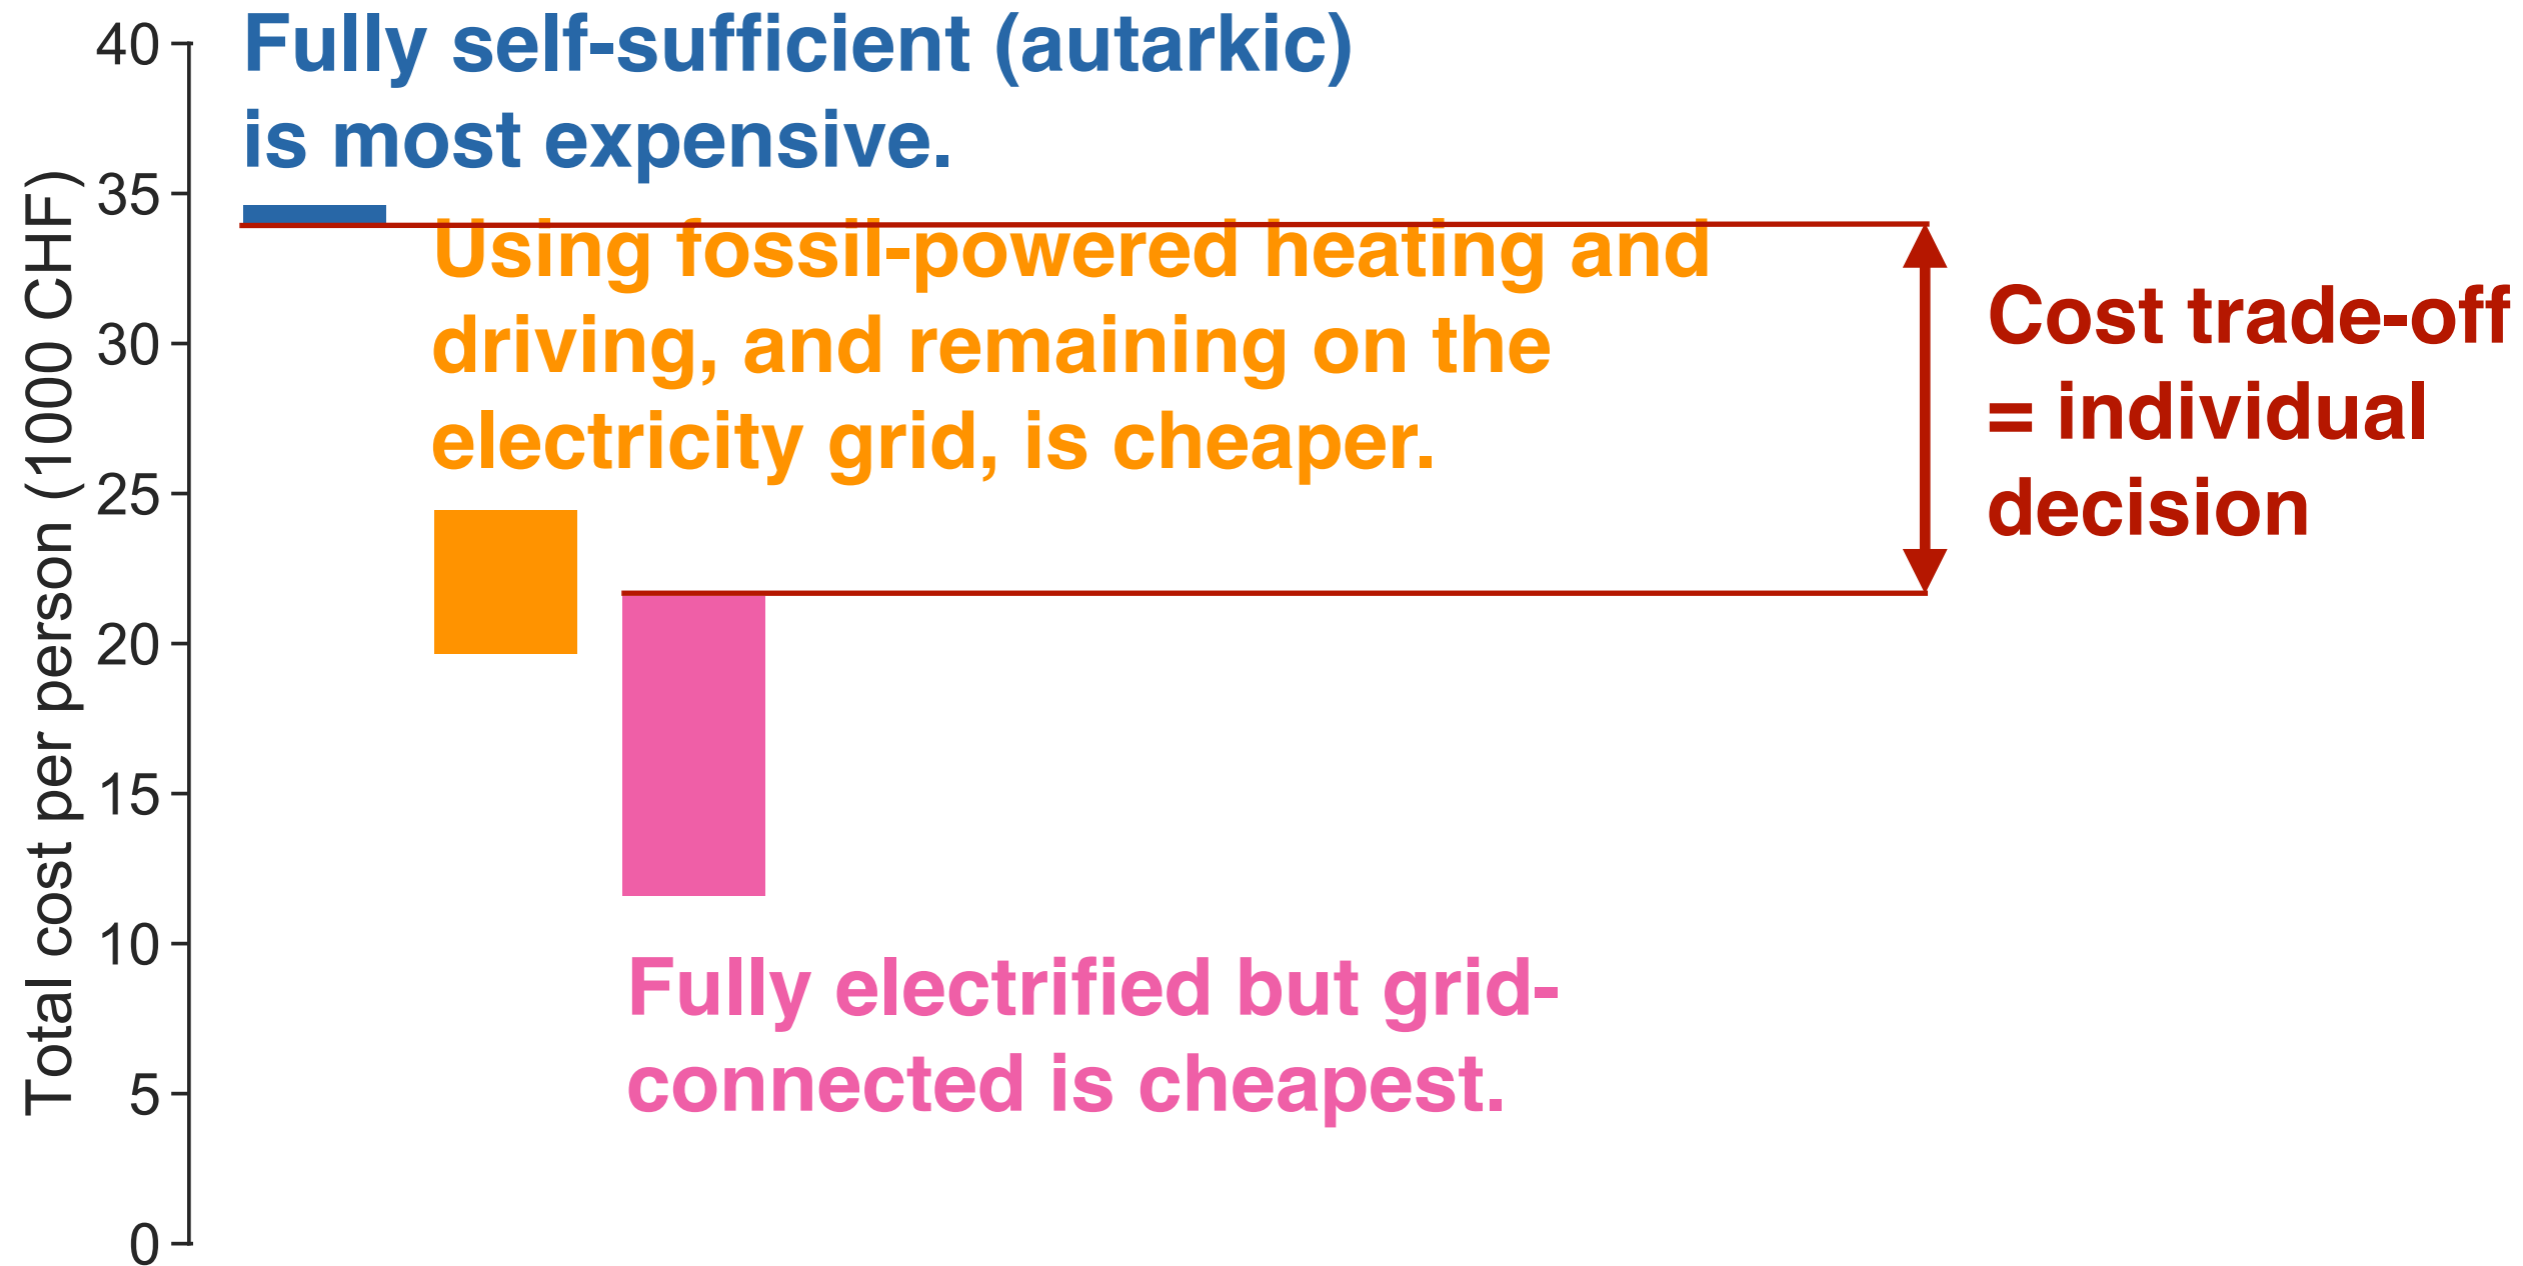 Fully self-sufficient (autarkic)
is most expensive.
Using fossil-powered heating and
driving, and remaining on the
electricity grid, is cheaper.
Cost trade-off
= individual
decision
Fully electrified but grid-
connected is cheapest.
Total cost per person (1000 CHF)
40
35
30
25
20
15
10
5
0